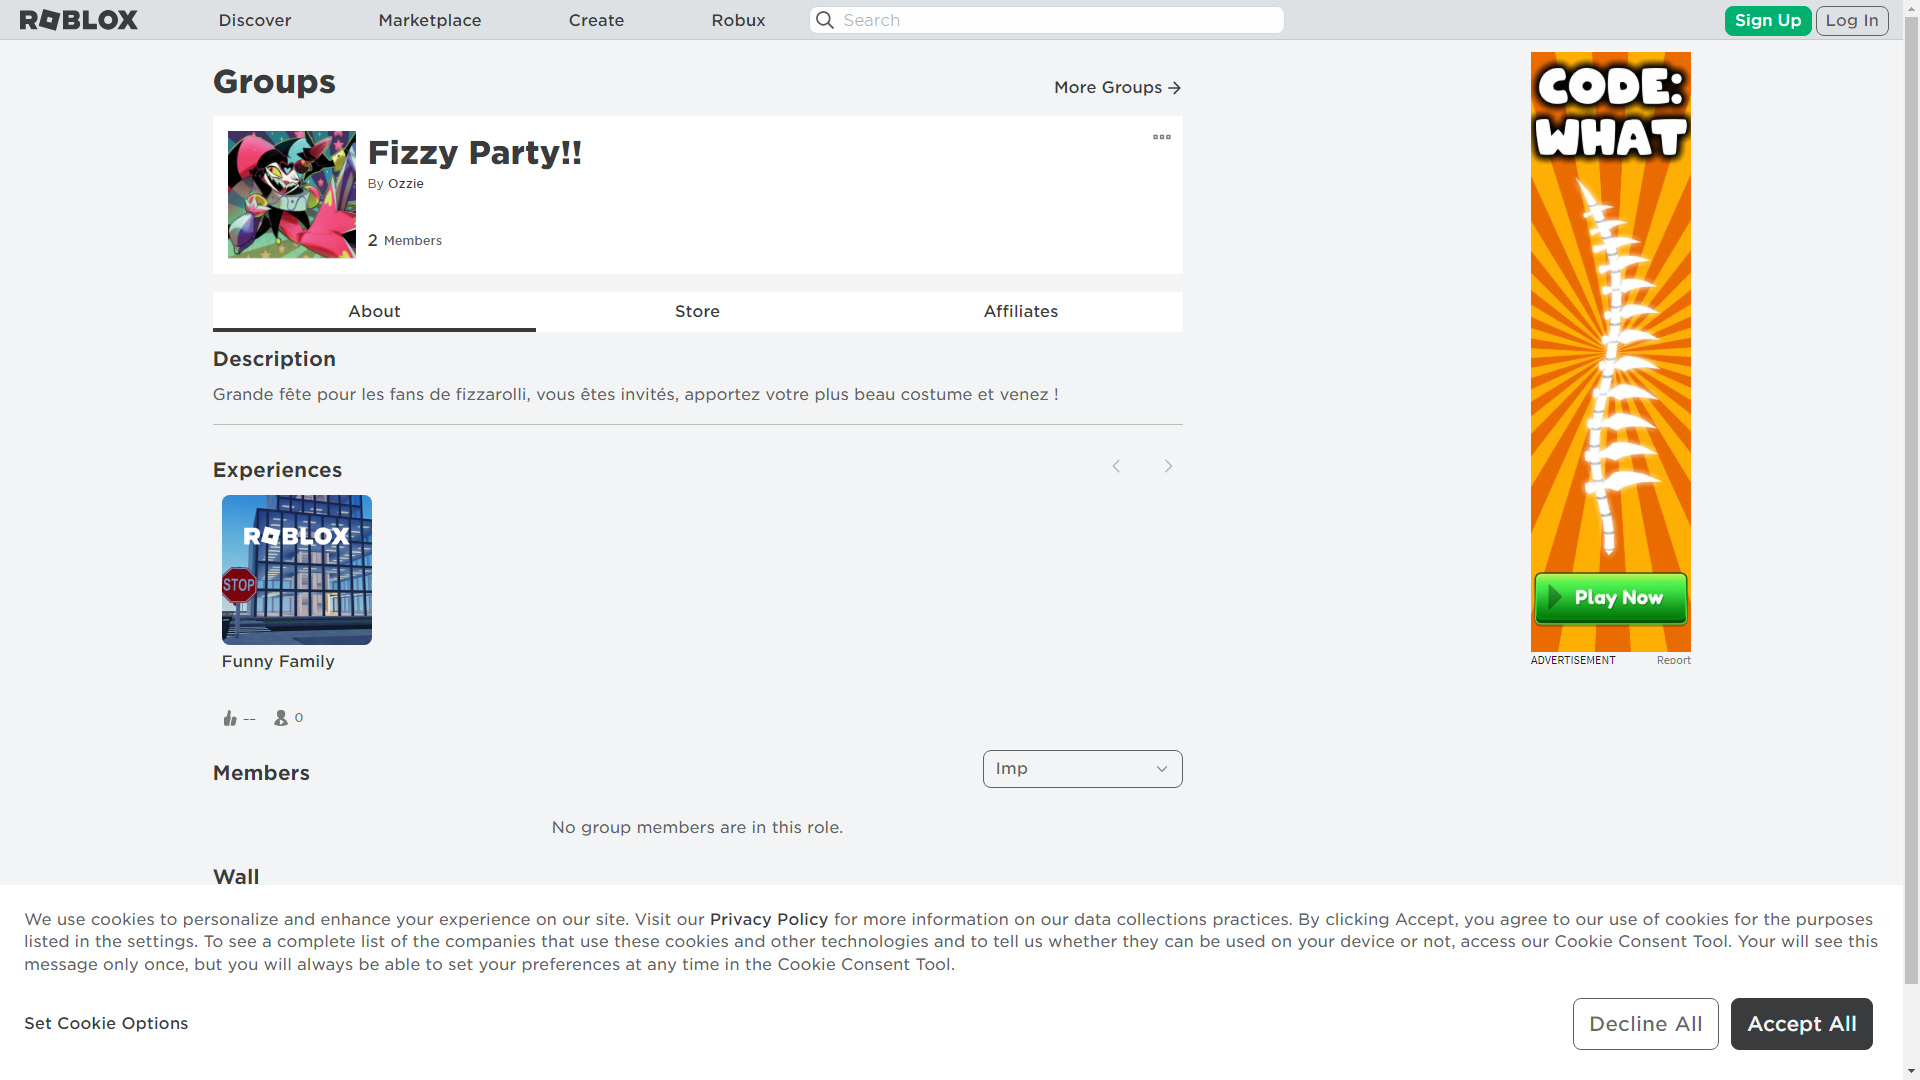 ROBLOX
Discover
Marketplace
Create
Robux
Search
Sign Up
Log In
Groups
More Groups
Fizzy Party!!
By Ozzie
2 Members
About
Store
Affiliates
Description
Grande fête pour les fans de fizzarolli, vous êtes invités, apportez votre plus beau costume et venez !
Experiences
ROBLOX
STOP
Funny Family
--
0
Members
Imp
No group members are in this role.
Wall
CODE:
WHAT
Play Now
ADVERTISEMENT
Report
We use cookies to personalize and enhance your experience on our site. Visit our Privacy Policy for more information on our data collections practices. By clicking Accept, you agree to our use of cookies for the purposes
listed in the settings. To see a complete list of the companies that use these cookies and other technologies and to tell us whether they can be used on your device or not, access our Cookie Consent Tool. Your will see this
message only once, but you will always be able to set your preferences at any time in the Cookie Consent Tool.
Set Cookie Options
Decline All
Accept All